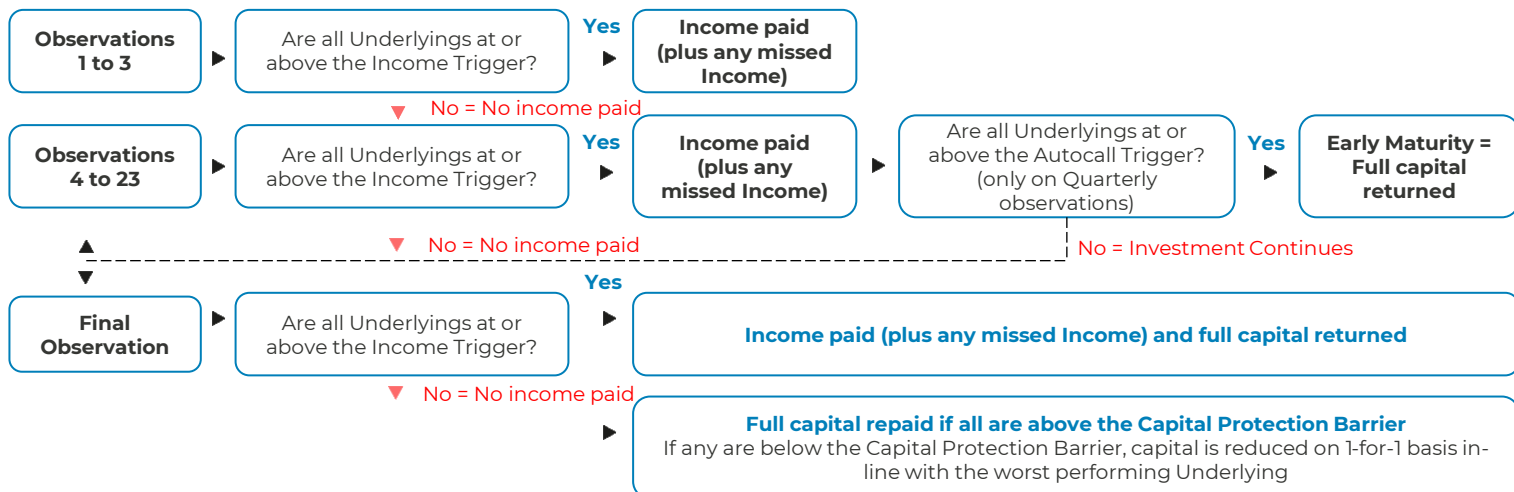 Observations
1 to 3
Are all Underlyings at or
above the Income Trigger?
Yes
Income paid
(plus any missed
Income)
No = No income paid
Observations
4 to 23
Are all Underlyings at or
above the Income Trigger?
Yes
Income paid
(plus any
missed Income)
Are all Underlyings at or
above the Autocall Trigger?
(only on Quarterly
observations)
Yes
Early Maturity =
Full capital
returned
No = No income paid
No = Investment Continues
Final
Observation
Are all Underlyings at or
above the Income Trigger?
Yes
Income paid (plus any missed Income) and full capital returned
No = No income paid
Full capital repaid if all are above the Capital Protection Barrier
If any are below the Capital Protection Barrier, capital is reduced on 1-for-1 basis in-
line with the worst performing Underlying